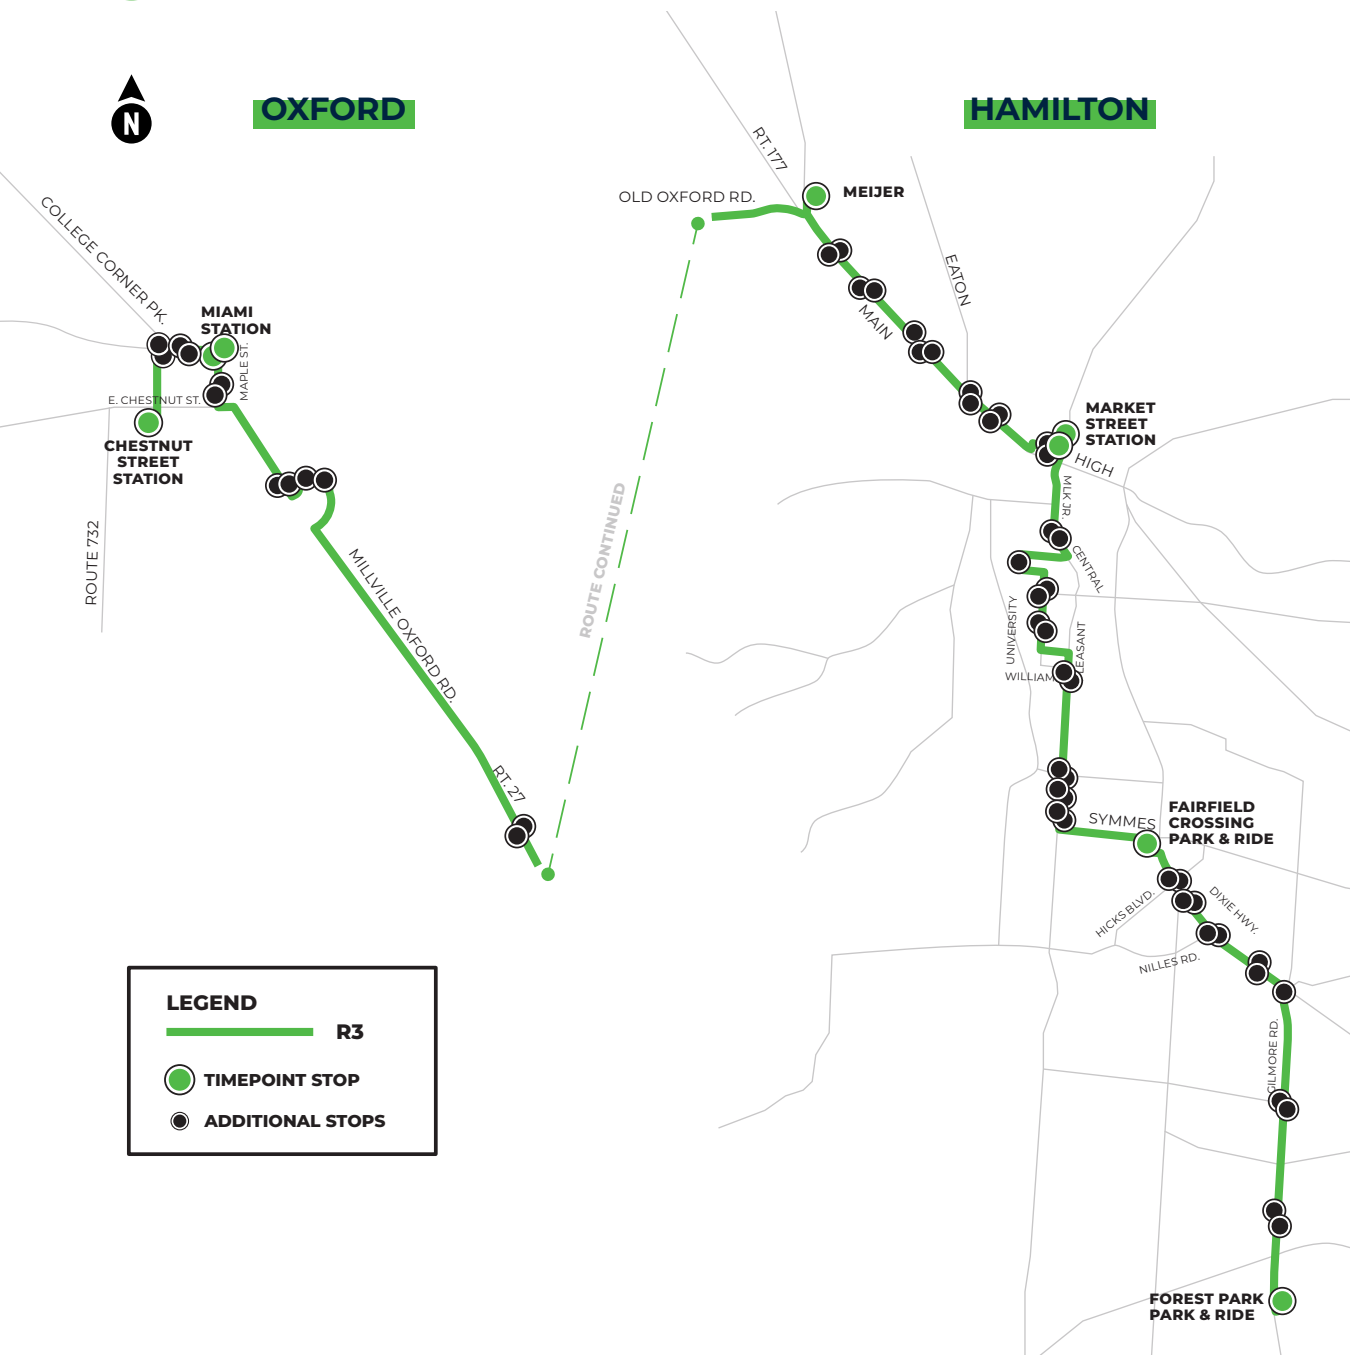 N
OXFORD
HAMILTON
RT. 177
OLD OXFORD RD.
MEIJER
COLLEGE CORNER PK.
EATON
MIAMI
STATION
MAIN
MAPLE ST.
E. CHESTNUT ST.
CHESTNUT
STREET
STATION
MARKET
STREET
STATION
HIGH
MLK JR.
ROUTE 732
ROUTE CONTINUED
CENTRAL
MILLVILLE OXFORD RD.
UNIVERSITY
LEASANT
WILLIAM
RT. 27
SYMMES
FAIRFIELD
CROSSING
PARK & RIDE
HICKS BLVD.
DIXIE HWY.
NILLES RD.
GILMORE RD.
LEGEND
R3
TIMEPOINT STOP
ADDITIONAL STOPS
FOREST PARK
PARK & RIDE